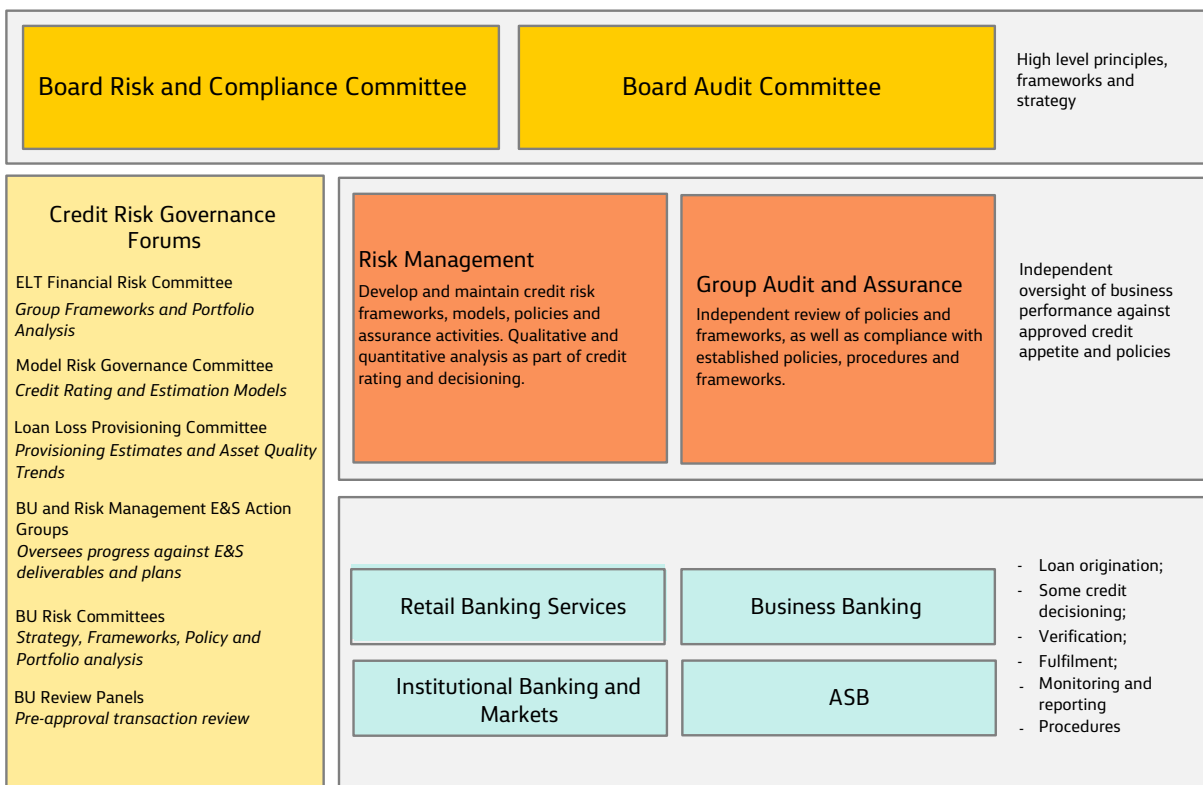 Board Risk and Compliance Committee
Board Audit Committee
High level principles,
frameworks and
strategy
Credit Risk Governance
Forums
ELT Financial Risk Committee
Group Frameworks and Portfolio
Analysis
Model Risk Governance Committee
Credit Rating and Estimation Models
Loan Loss Provisioning Committee
Provisioning Estimates and Asset Quality
Trends
BU and Risk Management E&S Action
Groups
Oversees progress against E&S
deliverables and plans
BU Risk Committees
Strategy, Frameworks, Policy and
Portfolio analysis
BU Review Panels
Pre-approval transaction review
Risk Management
Develop and maintain credit risk
frameworks, models, policies and
assurance activities. Qualitative and
quantitative analysis as part of credit
rating and decisioning.
Group Audit and Assurance
Independent review of policies and
frameworks, as well as compliance with
established policies, procedures and
frameworks.
Independent
oversight of business
performance against
approved credit
appetite and policies
Retail Banking Services
Business Banking
Institutional Banking and
Markets
ASB
- Loan origination;
- Some credit
decisioning;
- Verification;
- Fulfilment;
- Monitoring and
reporting
- Procedures